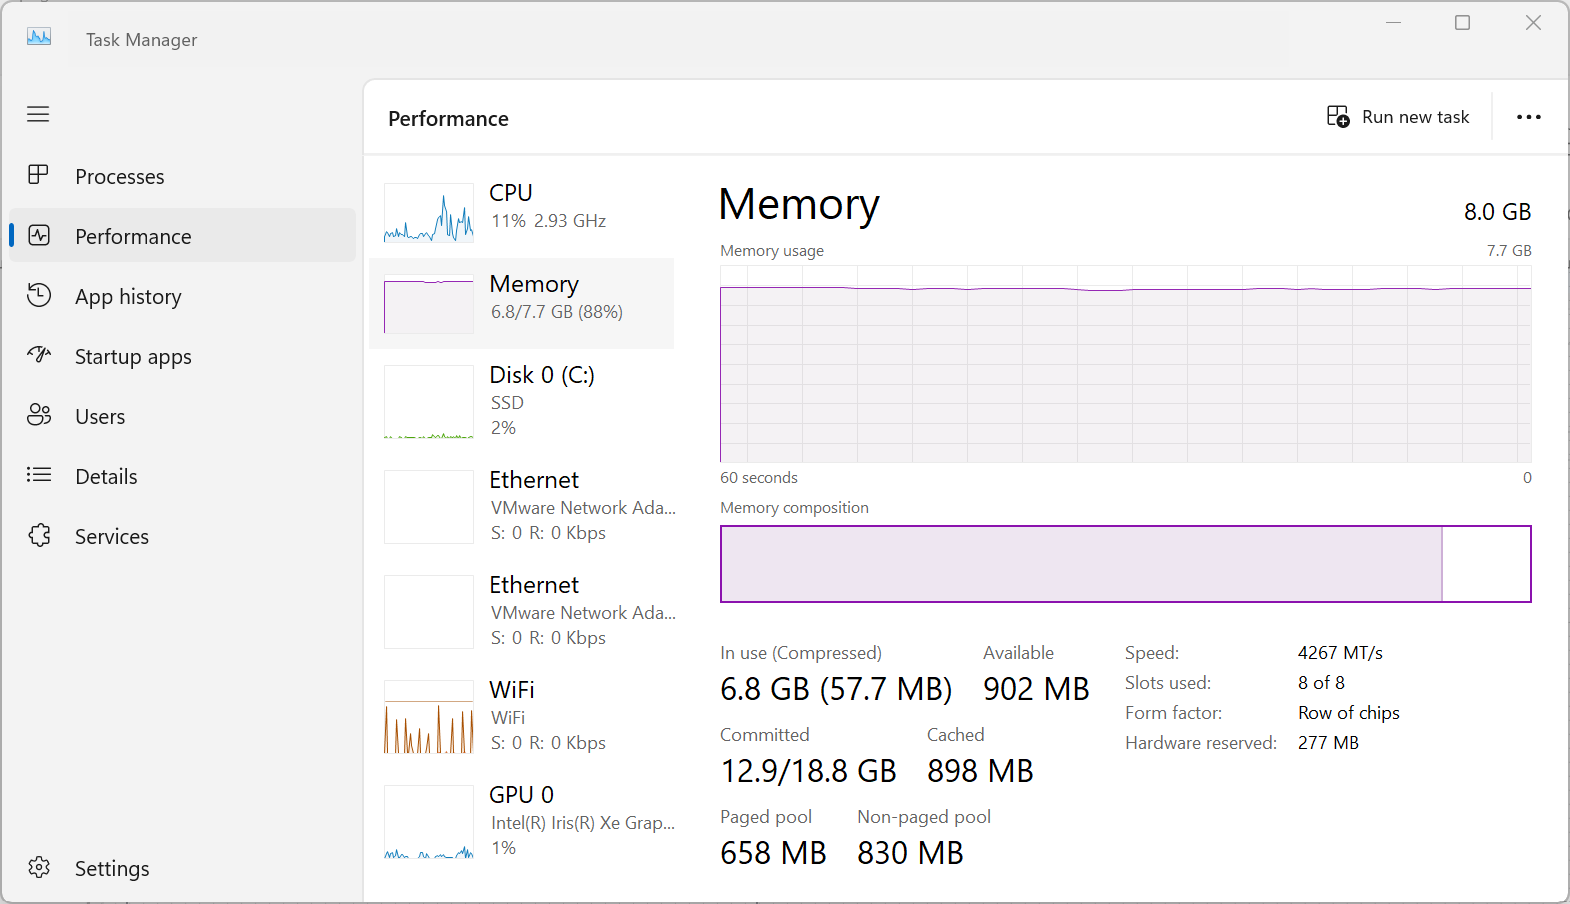 Task Manager
Performance
Run new task
Processes
Performance
App history
Startup apps
Users
Details
Services
Settings
CPU
11% 2.93 GHz
Memory
6.8/7.7 GB (88%)
Disk 0 (C:)
SSD
2%
Ethernet
VMware Network Ada...
S: 0 R: 0 Kbps
Ethernet
VMware Network Ada...
S: 0 R: 0 Kbps
WiFi
WiFi
S: 0 R: 0 Kbps
GPU 0
Intel(R) Iris(R) Xe Grap...
1%
Memory
8.0 GB
Memory usage
7.7 GB
60 seconds
0
Memory composition
In use (Compressed)
6.8 GB (57.7 MB)
Available
902 MB
Committed
12.9/18.8 GB
Cached
898 MB
Paged pool
658 MB
Non-paged pool
830 MB
Speed: 4267 MT/s
Slots used: 8 of 8
Form factor: Row of chips
Hardware reserved: 277 MB